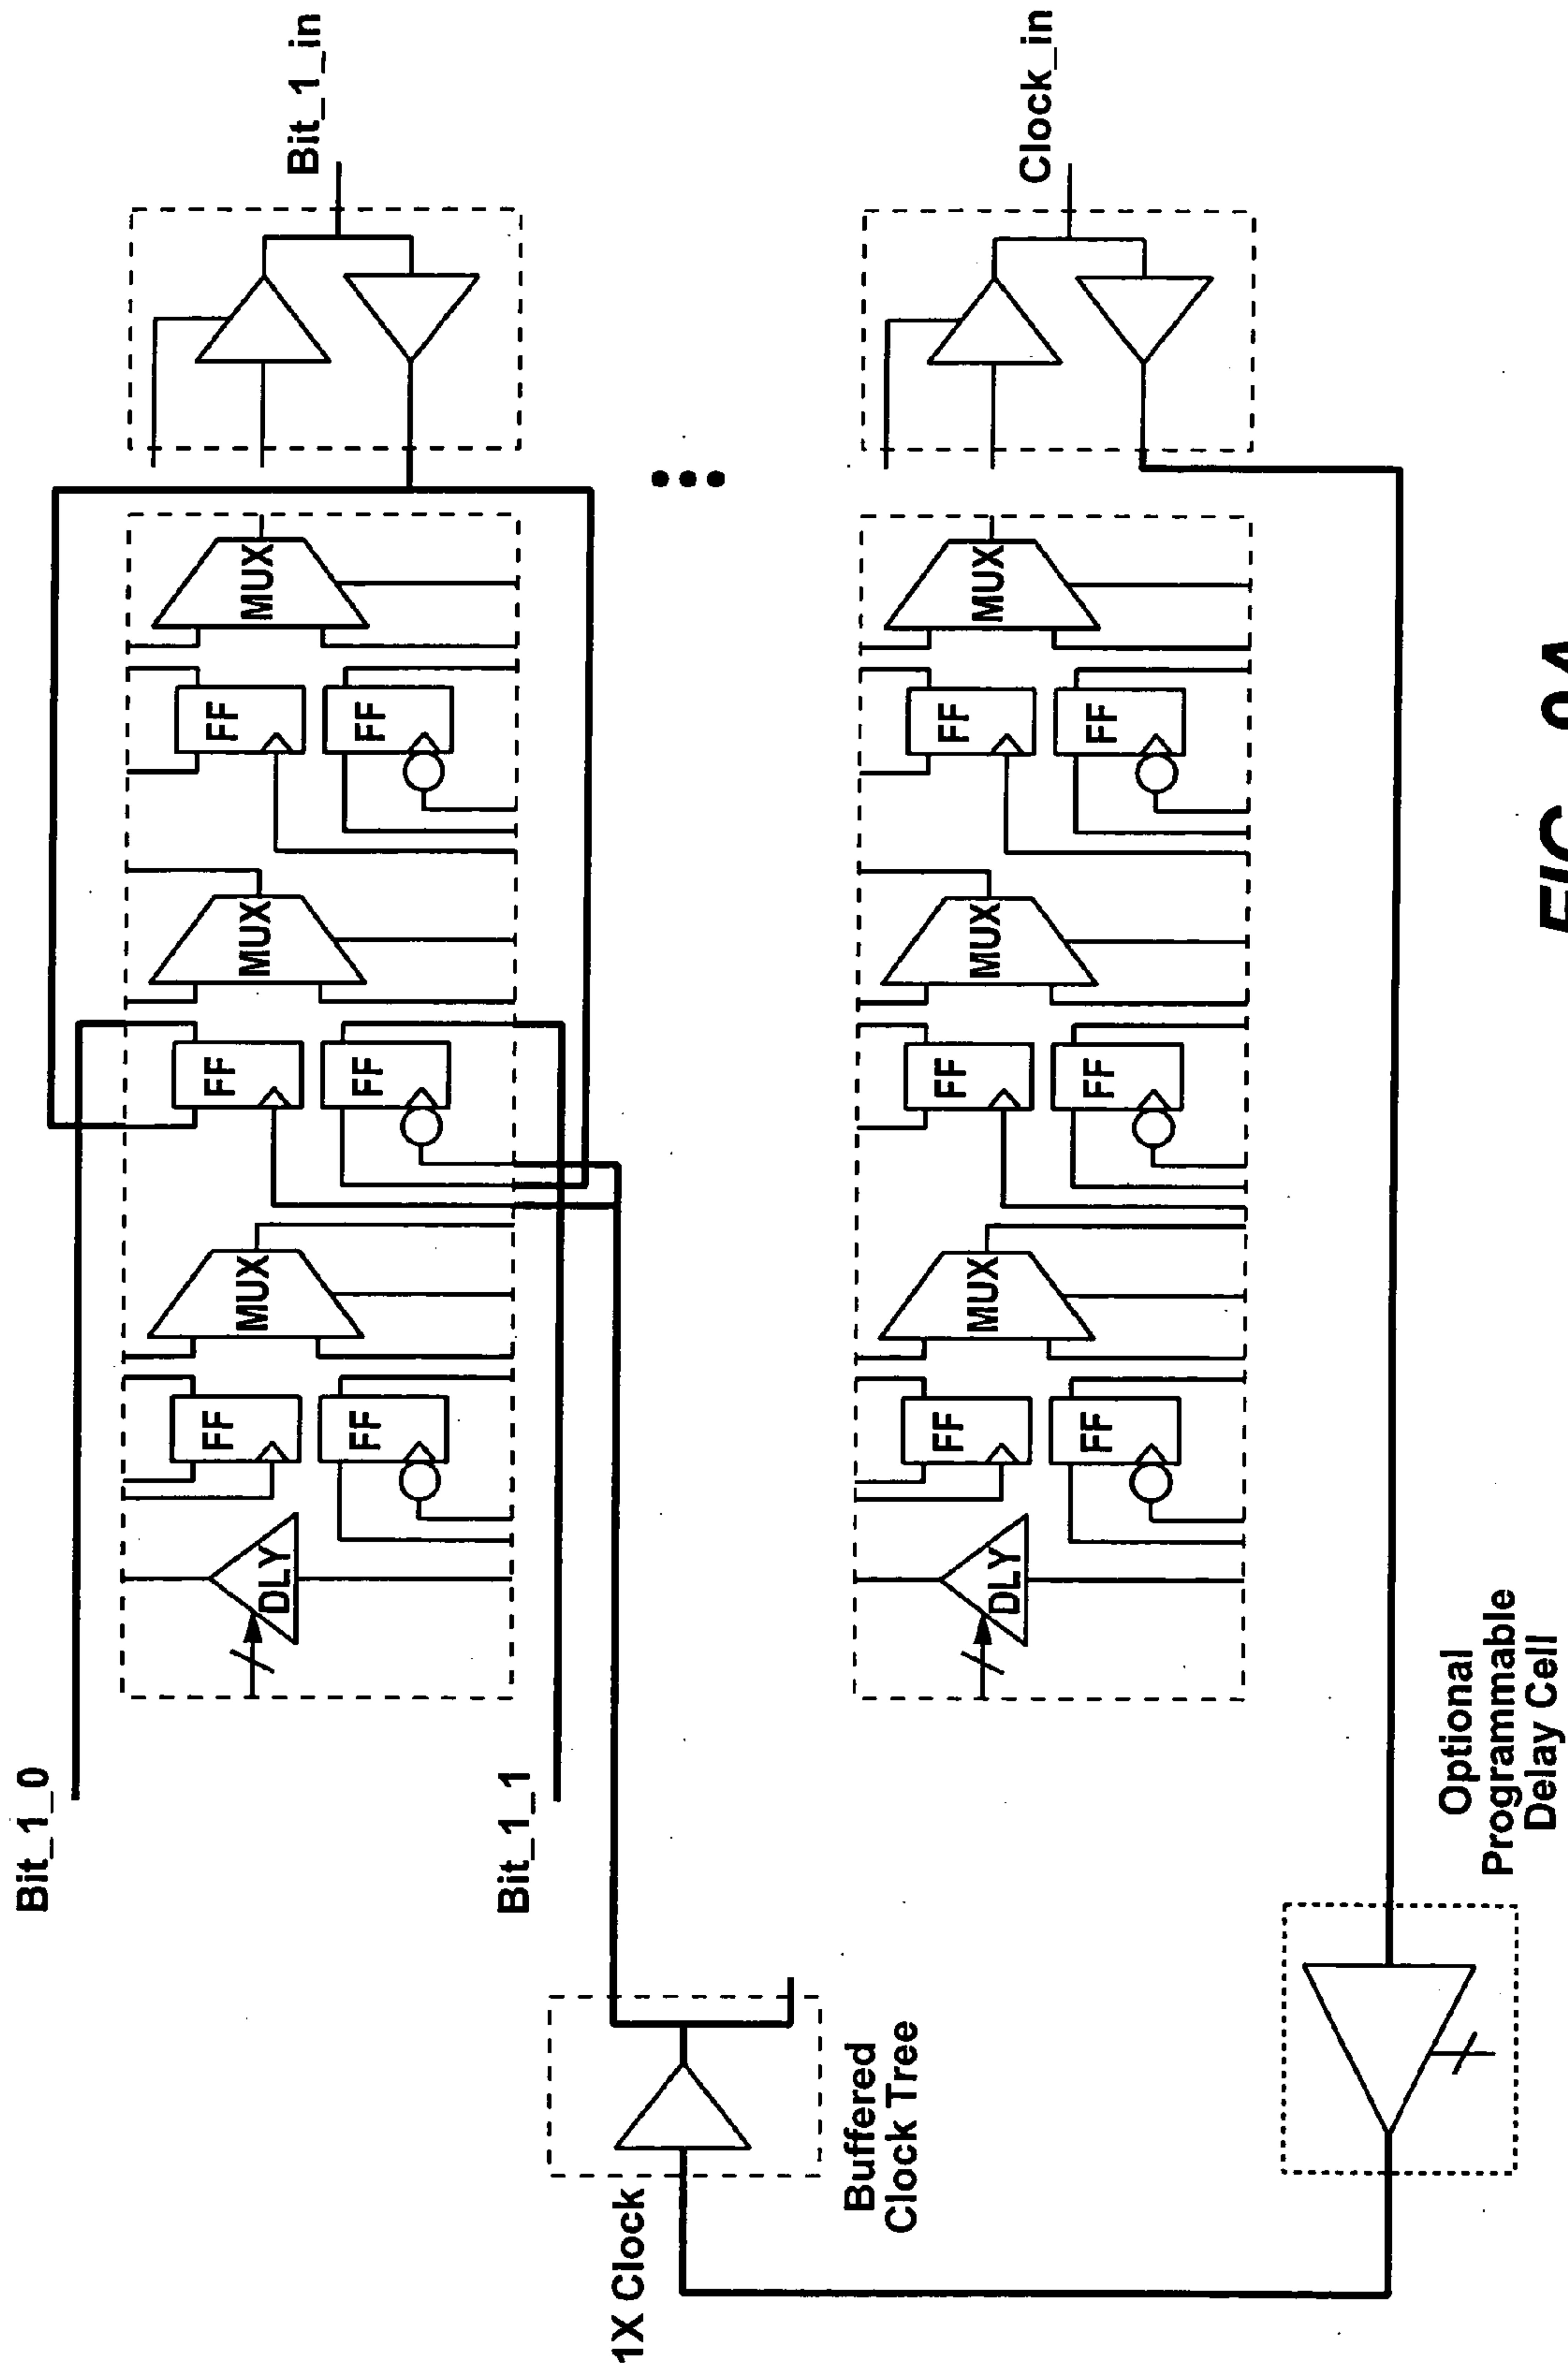 Bit_1_0
FF
FF
FF
MUX
MUX
MUX
DLY
Bit_1_in
FF
FF
FF
Bit_1_1
1X Clock
Buffered
Clock Tree
FF
FF
FF
MUX
MUX
MUX
DLY
Clock_in
FF
FF
FF
Optional
Programmable
Delay Cell
FIG.